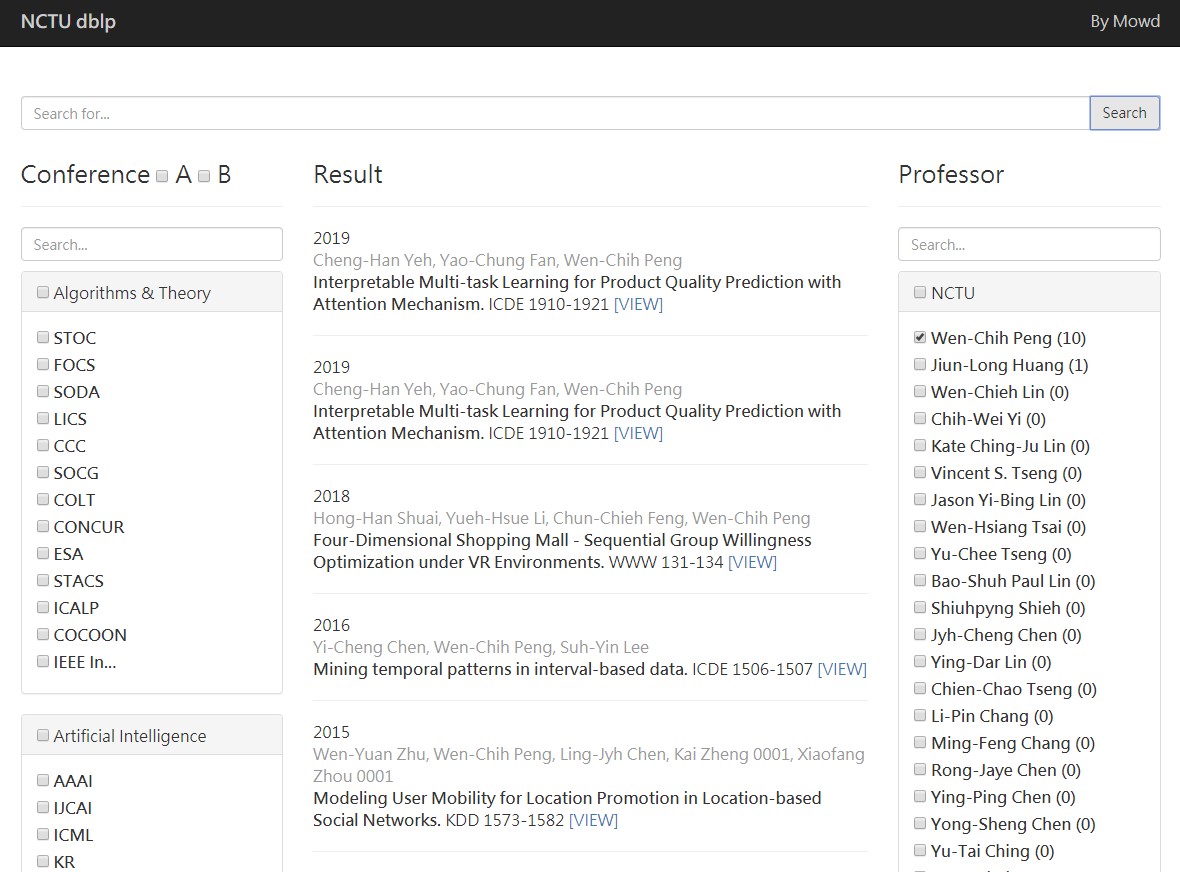 NCTU dblp
By Mowd
Search for...
Search
Conference A B
Search...
Algorithms & Theory
STOC
FOCS
SODA
LICS
CCC
SOCG
COLT
CONCUR
ESA
STACS
ICALP
COCOON
IEEE In...
Artificial Intelligence
AAAI
IJCAI
ICML
KR
Result
2019
Cheng-Han Yeh, Yao-Chung Fan, Wen-Chih Peng
Interpretable Multi-task Learning for Product Quality Prediction with
Attention Mechanism. ICDE 1910-1921 [VIEW]
2019
Cheng-Han Yeh, Yao-Chung Fan, Wen-Chih Peng
Interpretable Multi-task Learning for Product Quality Prediction with
Attention Mechanism. ICDE 1910-1921 [VIEW]
2018
Hong-Han Shuai, Yueh-Hsue Li, Chun-Chieh Feng, Wen-Chih Peng
Four-Dimensional Shopping Mall - Sequential Group Willingness
Optimization under VR Environments. WWW 131-134 [VIEW]
2016
Yi-Cheng Chen, Wen-Chih Peng, Suh-Yin Lee
Mining temporal patterns in interval-based data. ICDE 1506-1507 [VIEW]
2015
Wen-Yuan Zhu, Wen-Chih Peng, Ling-Jyh Chen, Kai Zheng 0001, Xiaofang
Zhou 0001
Modeling User Mobility for Location Promotion in Location-based
Social Networks. KDD 1573-1582 [VIEW]
Professor
Search...
NCTU
Wen-Chih Peng (10)
Jiun-Long Huang (1)
Wen-Chieh Lin (0)
Chih-Wei Yi (0)
Kate Ching-Ju Lin (0)
Vincent S. Tseng (0)
Jason Yi-Bing Lin (0)
Wen-Hsiang Tsai (0)
Yu-Chee Tseng (0)
Bao-Shuh Paul Lin (0)
Shiuhpyng Shieh (0)
Jyh-Cheng Chen (0)
Ying-Dar Lin (0)
Chien-Chao Tseng (0)
Li-Pin Chang (0)
Ming-Feng Chang (0)
Rong-Jaye Chen (0)
Ying-Ping Chen (0)
Yong-Sheng Chen (0)
Yu-Tai Ching (0)